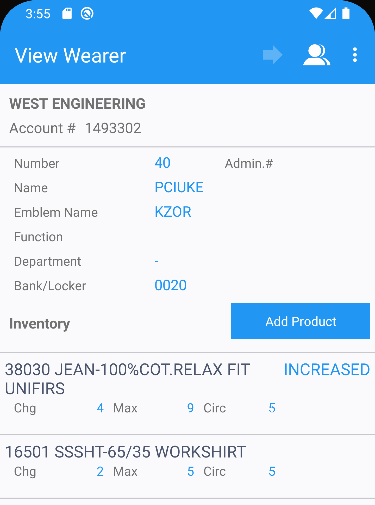 3:55
View Wearer
WEST ENGINEERING
Account # 1493302
Number 40 Admin.#
Name PCIUKE
Emblem Name KZOR
Function
Department -
Bank/Locker 0020
Inventory Add Product
38030 JEAN-100%COT.RELAX FIT INCREASED
UNIFIRS
Chg 4 Max 9 Circ 5
16501 SSSHT-65/35 WORKSHIRT
Chg 2 Max 5 Circ 5